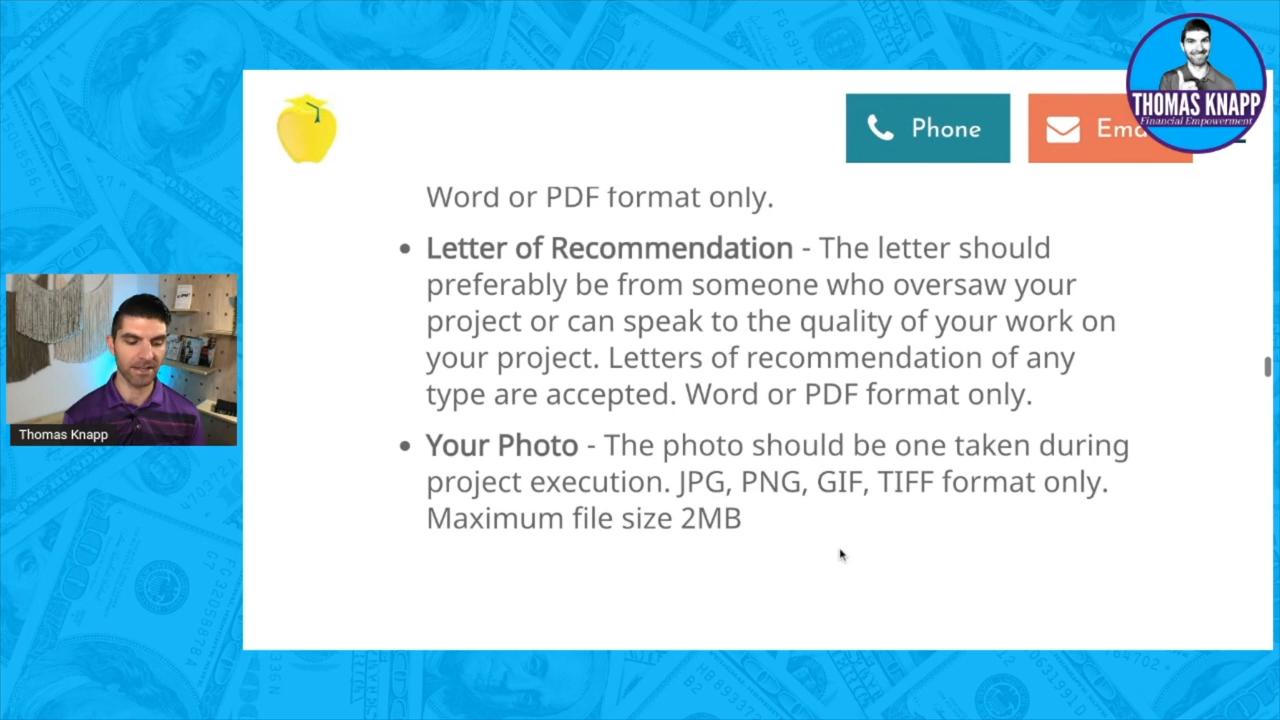 THOMAS KNAPP
Financial Empowerment
Phone
Word or PDF format only.
• Letter of Recommendation - The letter should
preferably be from someone who oversaw your
project or can speak to the quality of your work on
your project. Letters of recommendation of any
type are accepted. Word or PDF format only.
• Your Photo - The photo should be one taken during
project execution. JPG, PNG, GIF, TIFF format only.
Maximum file size 2MB
Thomas Knapp